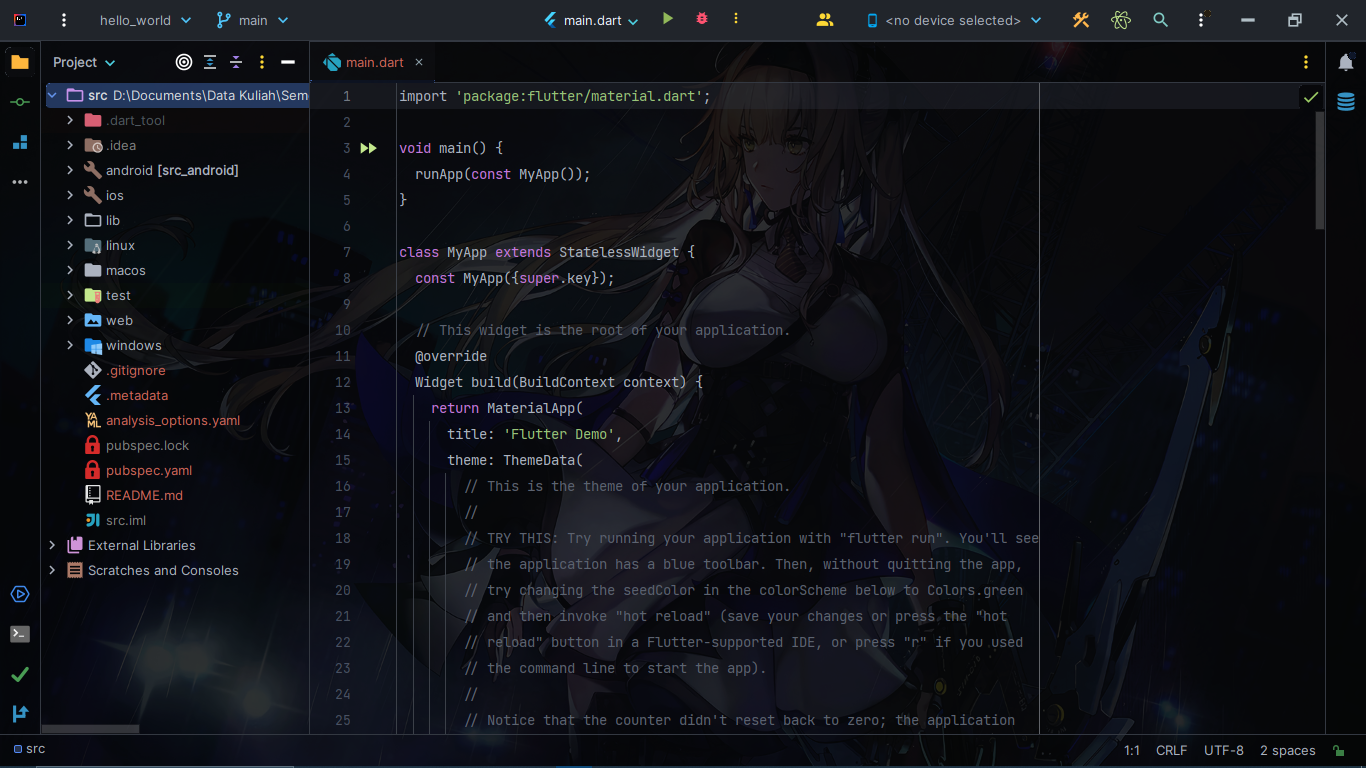 hello_world
main
main.dart
<no device selected>
Project
main.dart
src D:\Documents\Data Kuliah\Sem
.dart_tool
.idea
android [src_android]
ios
lib
linux
macos
test
web
windows
.gitignore
.metadata
analysis_options.yaml
pubspec.lock
pubspec.yaml
README.md
src.iml
External Libraries
Scratches and Consoles
1 import 'package:flutter/material.dart';
2
3 void main() {
4 runApp(const MyApp());
5 }
6
7 class MyApp extends StatelessWidget {
8 const MyApp({super.key});
9
10 // This widget is the root of your application.
11 @override
12 Widget build(BuildContext context) {
13 return MaterialApp(
14 title: 'Flutter Demo',
15 theme: ThemeData(
16 // This is the theme of your application.
17 //
18 // TRY THIS: Try running your application with "flutter run". You'll see
19 // the application has a blue toolbar. Then, without quitting the app,
20 // try changing the seedColor in the colorScheme below to Colors.green
21 // and then invoke "hot reload" (save your changes or press the "hot
22 // reload" button in a Flutter-supported IDE, or press "r" if you used
23 // the command line to start the app).
24 //
25 // Notice that the counter didn't reset back to zero; the application
src
1:1
CRLF
UTF-8
2 spaces